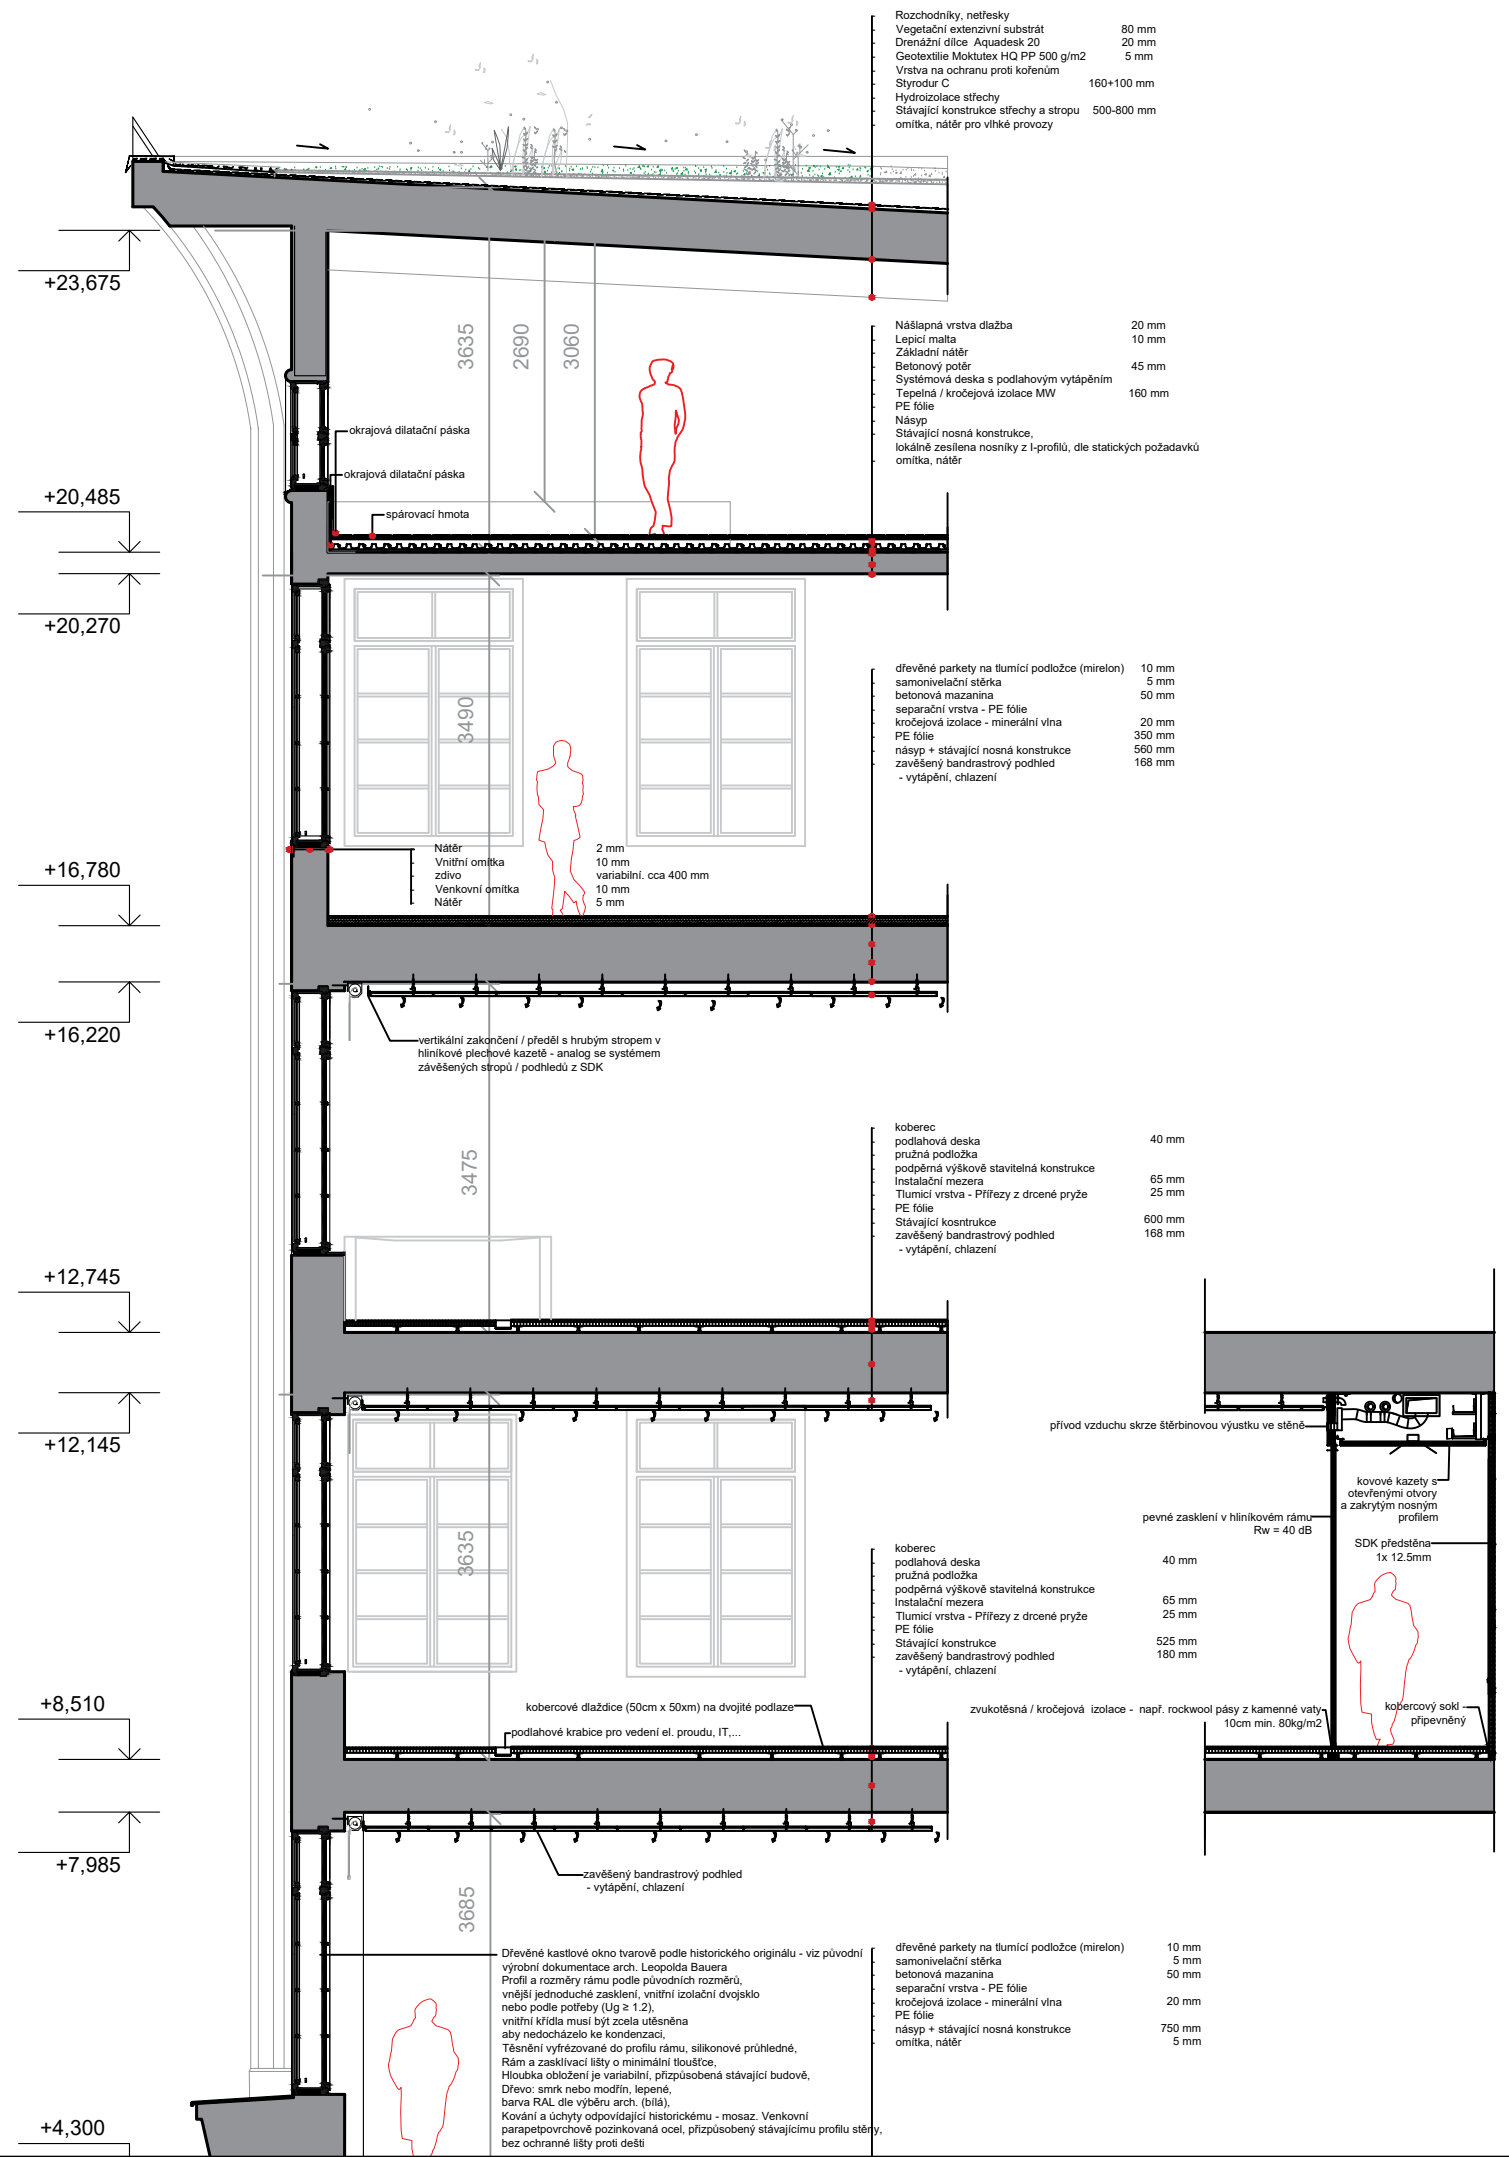 Rozchodníky, netřesky
Vegetační extenzivní substrát 80 mm
Drenážní dílce Aquadesk 20 20 mm
Geotextilie Moktutex HQ PP 500 g/m2 5 mm
Vrstva na ochranu proti kořenům
Styrodur C 160+100 mm
Hydroizolace střechy
Stávající konstrukce střechy a stropu 500-800 mm
omítka, nátěr pro vlhké provozy
+23,675
3635
2690
3060
Nášlapná vrstva dlažba 20 mm
Lepicí malta 10 mm
Základní nátěr
Betonový potěr 45 mm
Systémová deska s podlahovým vytápěním
Tepelná / kročejová izolace MW 160 mm
PE fólie
Násyp
Stávající nosná konstrukce,
lokálně zesílena nosníky z I-profilů, dle statických požadavků
omítka, nátěr
okrajová dilatační páska
okrajová dilatační páska
spárovací hmota
+20,485
+20,270
3490
dřevěné parkety na tlumící podložce (mirelon) 10 mm
samonivelační stěrka 5 mm
betonová mazanina 50 mm
separační vrstva - PE fólie
kročejová izolace - minerální vlna 20 mm
PE fólie 350 mm
násyp + stávající nosná konstrukce 560 mm
zavěšený bandrastrový podhled 168 mm
- vytápění, chlazení
Nátěr 2 mm
Vnitřní omítka 10 mm
zdivo variabilní. cca 400 mm
Venkovní omítka 10 mm
Nátěr 5 mm
+16,780
+16,220
vertikální zakončení / předěl s hrubým stropem v
hliníkové plechové kazetě - analog se systémem
závěšených stropů / podhledů z SDK
3475
koberec
podlahová deska 40 mm
pružná podložka
podpěrná výškově stavitelná konstrukce
Instalační mezera 65 mm
Tlumicí vrstva - Přířezy z drcené pryže 25 mm
PE fólie
Stávající kosntrukce 600 mm
zavěšený bandrastrový podhled 168 mm
- vytápění, chlazení
+12,745
+12,145
přívod vzduchu skrze štěrbinovou výustku ve stěně
kovové kazety s
otevřenými otvory
a zakrytým nosným
profilem
pevné zasklení v hliníkovém rámu
Rw = 40 dB
SDK předstěna
1x 12.5mm
3635
koberec
podlahová deska 40 mm
pružná podložka
podpěrná výškově stavitelná konstrukce
Instalační mezera 65 mm
Tlumicí vrstva - Přířezy z drcené pryže 25 mm
PE fólie
Stávající konstrukce 525 mm
zavěšený bandrastrový podhled 180 mm
- vytápění, chlazení
+8,510
kobercové dlaždice (50cm x 50xm) na dvojité podlaze
podlahové krabice pro vedení el. proudu, IT,...
zvukotěsná / kročejová izolace - např. rockwool pásy z kamenné vaty
10cm min. 80kg/m2
kobercový sokl
připevněný
+7,985
zavěšený bandrastrový podhled
- vytápění, chlazení
3685
Dřevěné kastlové okno tvarově podle historického originálu - viz původní
výrobní dokumentace arch. Leopolda Bauera
Profil a rozměry rámu podle původních rozměrů,
vnější jednoduché zasklení, vnitřní izolační dvojsklo
nebo podle potřeby (Ug ≥ 1.2),
vnitřní křídla musí být zcela utěsněna
aby nedocházelo ke kondenzaci,
Těsnění vyfrézované do profilu rámu, silikonové průhledné,
Rám a zasklívací lišty o minimální tloušťce,
Hloubka obložení je variabilní, přizpůsobená stávající budově,
Dřevo: smrk nebo modřín, lepené,
barva RAL dle výběru arch. (bílá),
Kování a úchyty odpovídající historickému - mosaz. Venkovní
parapetpovrchově pozinkovaná ocel, přizpůsobený stávajícímu profilu stěny,
bez ochranné lišty proti dešti
dřevěné parkety na tlumící podložce (mirelon) 10 mm
samonivelační stěrka 5 mm
betonová mazanina 50 mm
separační vrstva - PE fólie
kročejová izolace - minerální vlna 20 mm
PE fólie
násyp + stávající nosná konstrukce 750 mm
omítka, nátěr 5 mm
+4,300